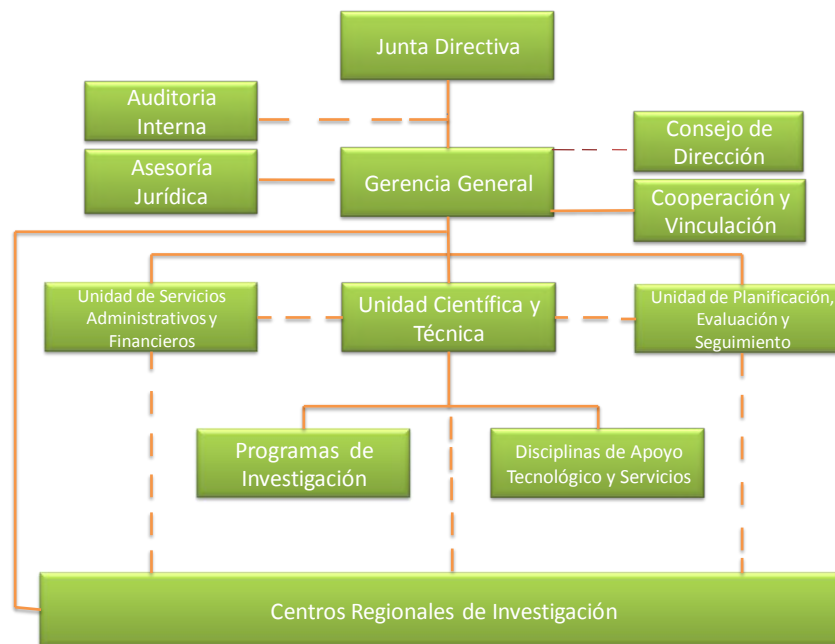 Junta Directiva
Auditoria
Interna
Consejo de
Dirección
Asesoría
Jurídica
Gerencia General
Cooperación y
Vinculación
Unidad de Servicios
Administrativos y
Financieros
Unidad Científica y
Técnica
Unidad de Planificación,
Evaluación y
Seguimiento
Programas de
Investigación
Disciplinas de Apoyo
Tecnológico y Servicios
Centros Regionales de Investigación